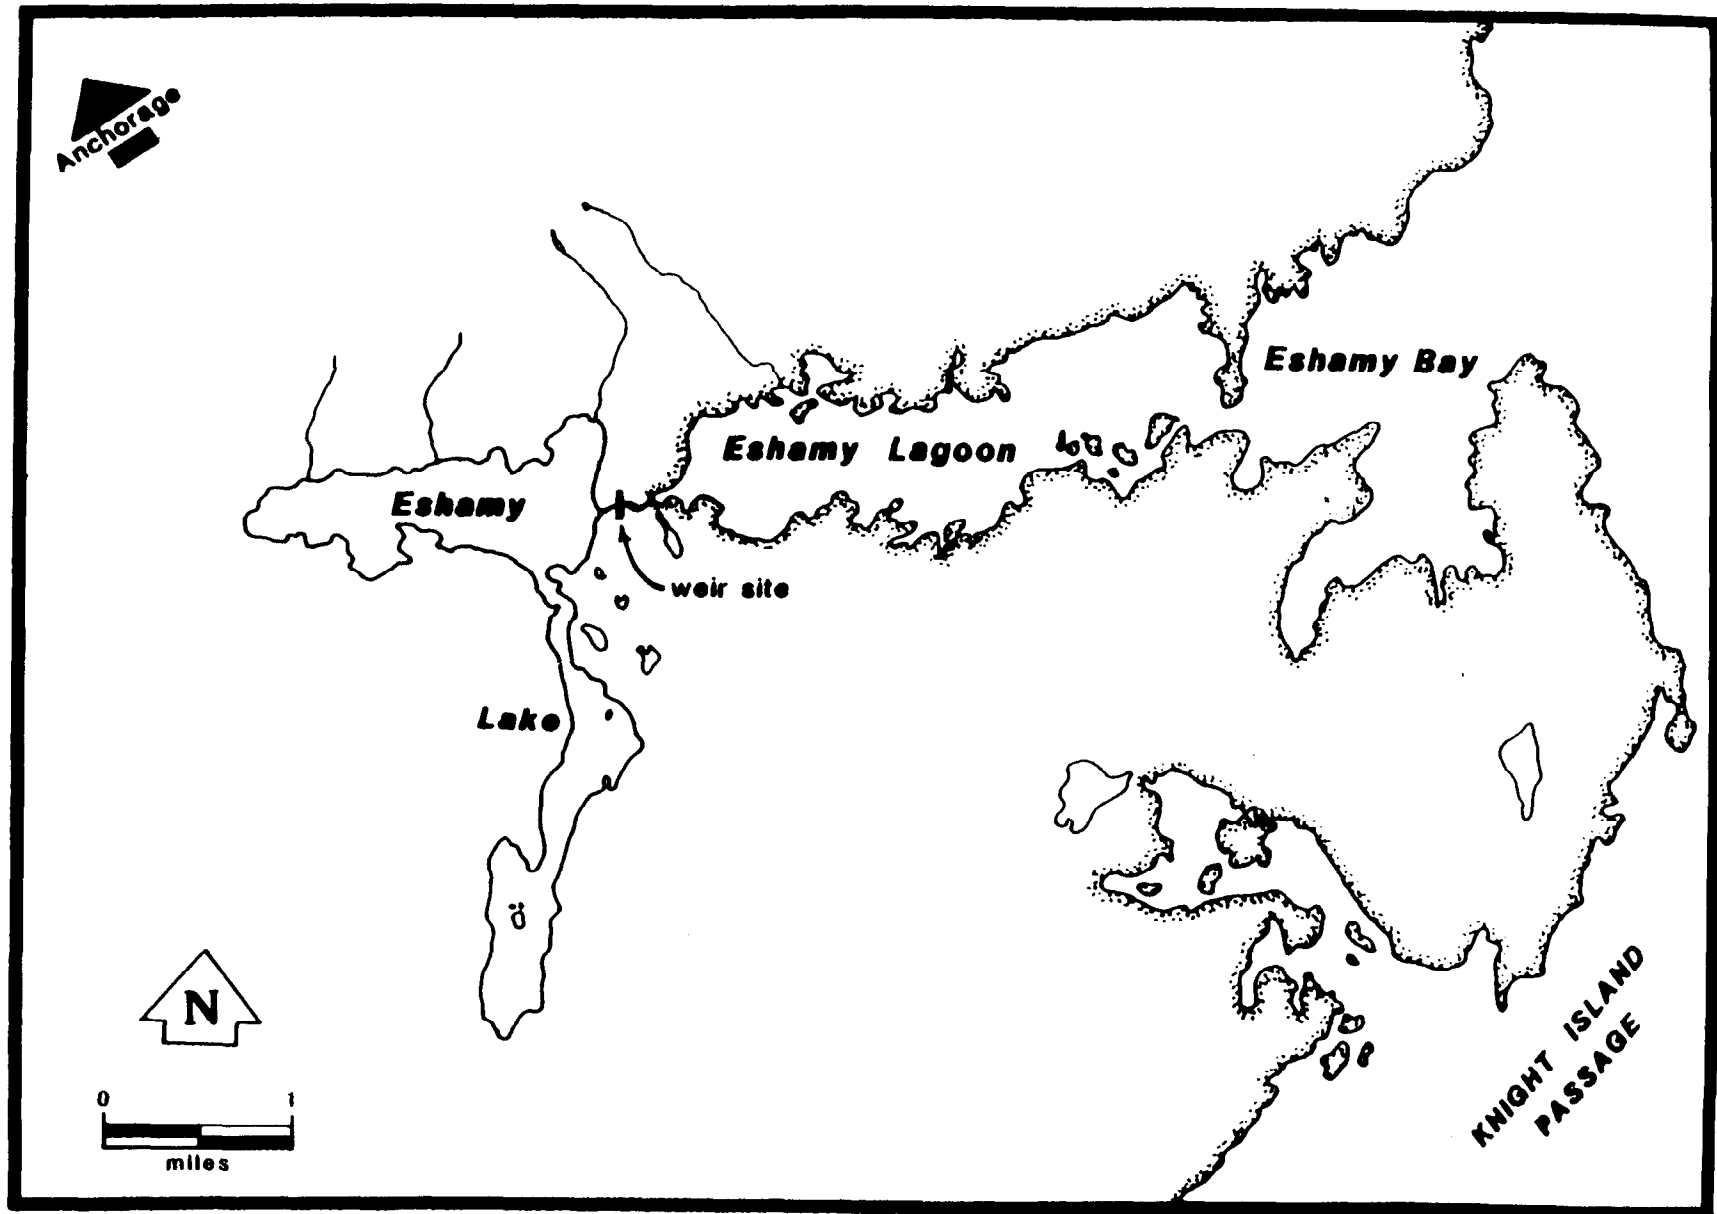 Anchorage
Eshamy Bay
Eshamy Lagoon
Eshamy
weir site
Lake
N
KNIGHT ISLAND
PASSAGE
0 1
miles